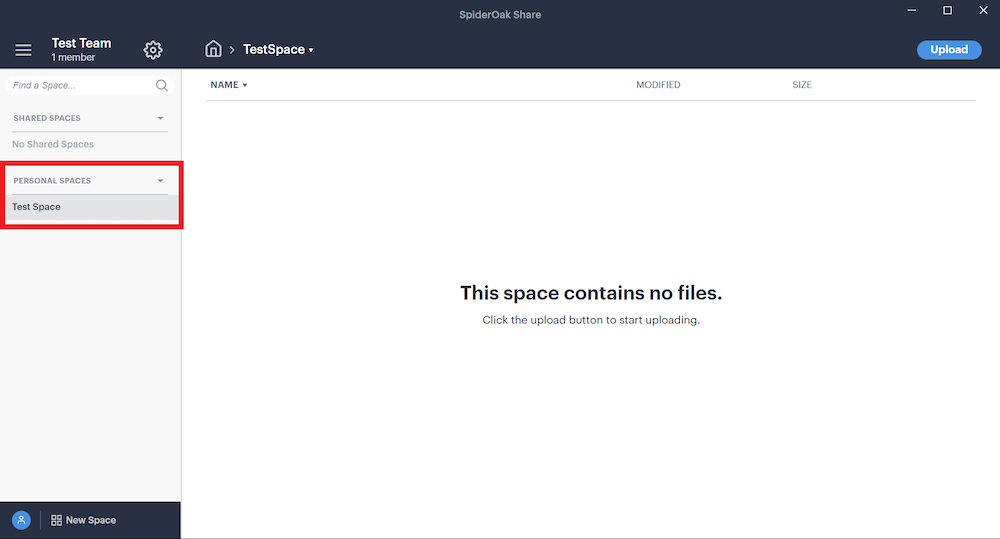 SpiderOak Share
Test Team
1 member
TestSpace
Upload
Find a Space...
SHARED SPACES
No Shared Spaces
PERSONAL SPACES
Test Space
New Space
NAME
MODIFIED
SIZE
This space contains no files.
Click the upload button to start uploading.